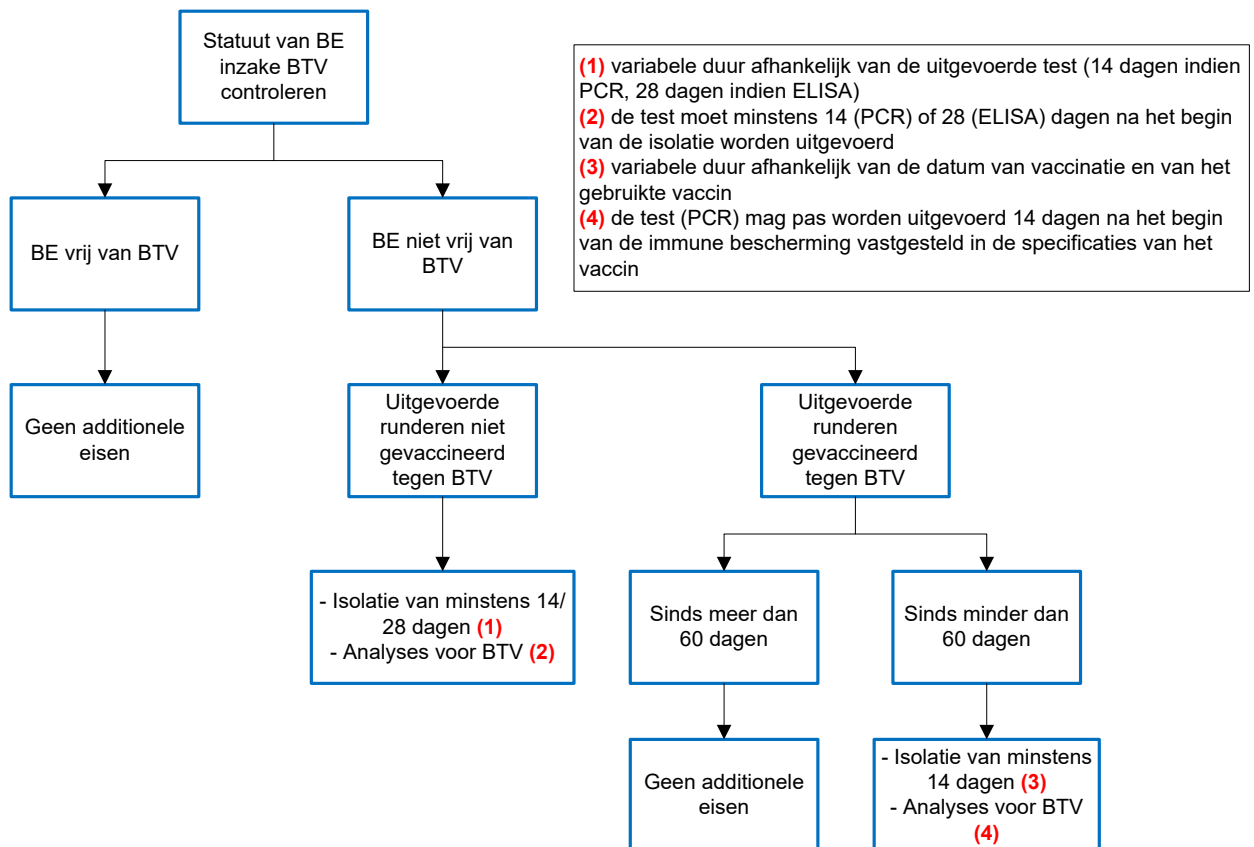 Statuut van BE
inzake BTV
controleren
(1) variabele duur afhankelijk van de uitgevoerde test (14 dagen indien
PCR, 28 dagen indien ELISA)
(2) de test moet minstens 14 (PCR) of 28 (ELISA) dagen na het begin
van de isolatie worden uitgevoerd
(3) variabele duur afhankelijk van de datum van vaccinatie en van het
gebruikte vaccin
(4) de test (PCR) mag pas worden uitgevoerd 14 dagen na het begin
van de immune bescherming vastgesteld in de specificaties van het
vaccin
BE vrij van BTV
BE niet vrij van
BTV
Geen additionele
eisen
Uitgevoerde
runderen niet
gevaccineerd
tegen BTV
Uitgevoerde
runderen
gevaccineerd
tegen BTV
- Isolatie van minstens 14/
28 dagen (1)
- Analyses voor BTV (2)
Sinds meer dan
60 dagen
Sinds minder dan
60 dagen
Geen additionele
eisen
- Isolatie van minstens
14 dagen (3)
- Analyses voor BTV
(4)